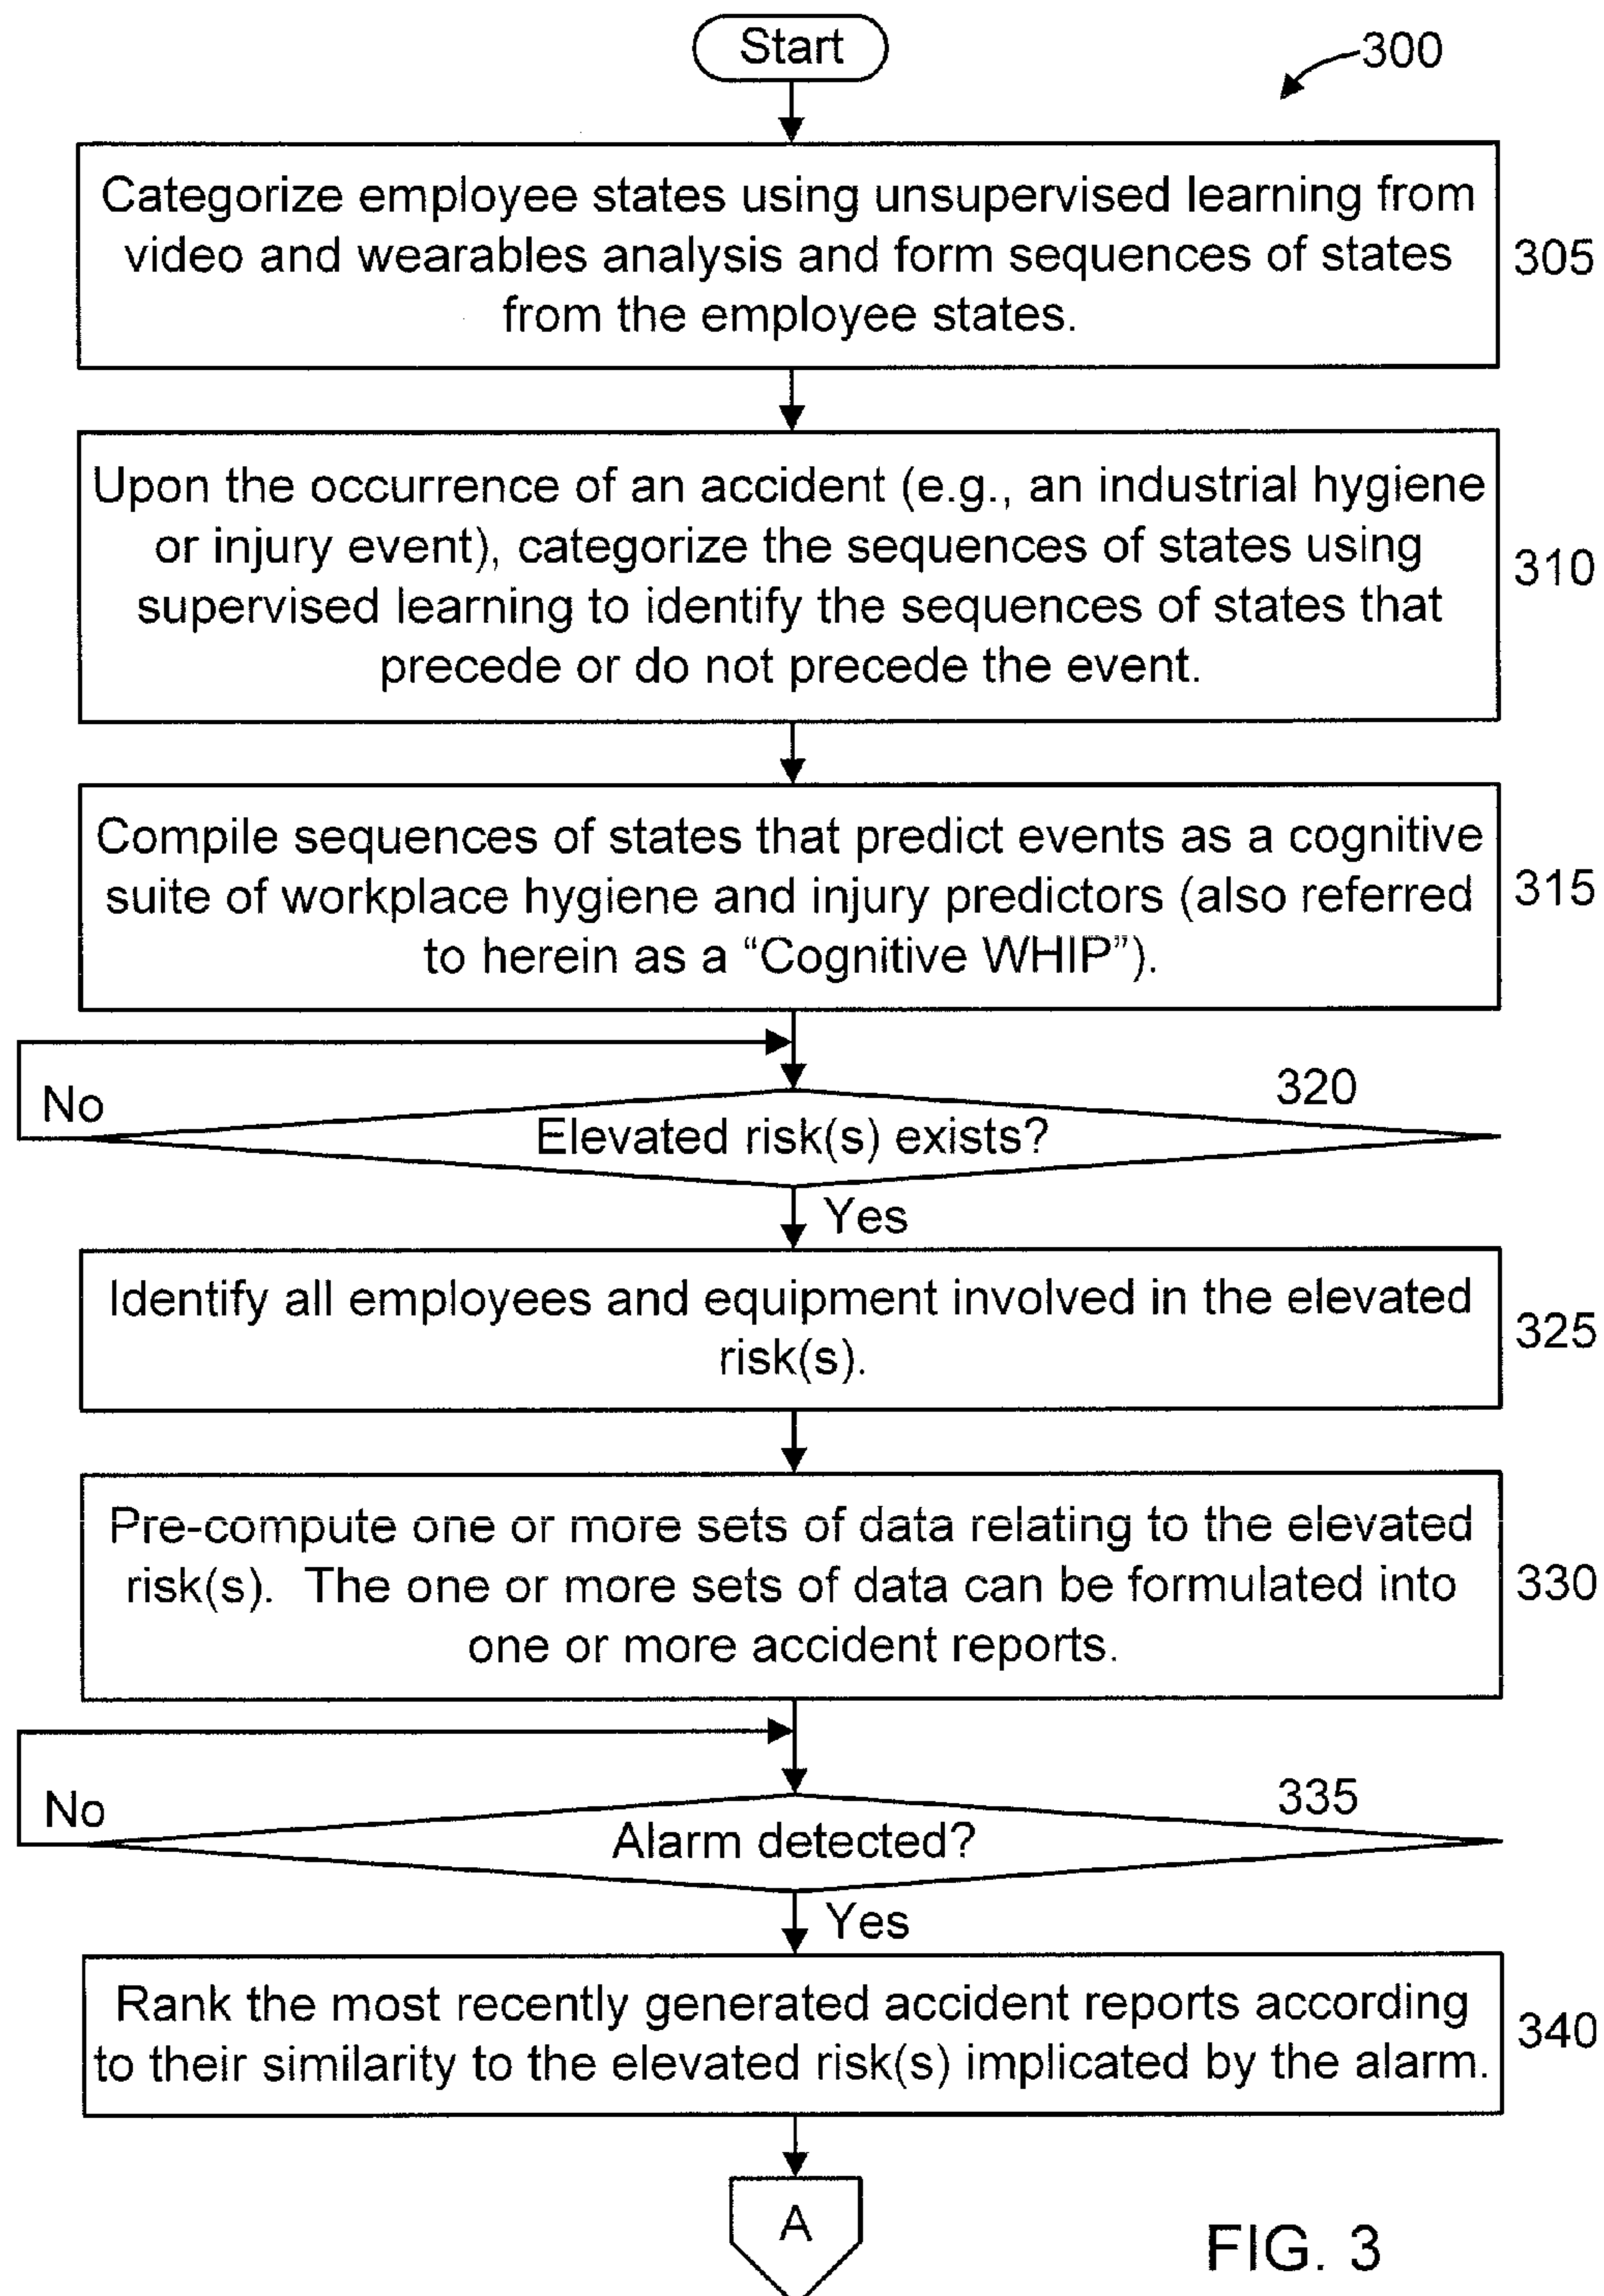 Start
300
Categorize employee states using unsupervised learning from
video and wearables analysis and form sequences of states
from the employee states.
305
Upon the occurrence of an accident (e.g., an industrial hygiene
or injury event), categorize the sequences of states using
supervised learning to identify the sequences of states that
precede or do not precede the event.
310
Compile sequences of states that predict events as a cognitive
suite of workplace hygiene and injury predictors (also referred
to herein as a “Cognitive WHIP”).
315
No
320
Elevated risk(s) exists?
Yes
Identify all employees and equipment involved in the elevated
risk(s).
325
Pre-compute one or more sets of data relating to the elevated
risk(s). The one or more sets of data can be formulated into
one or more accident reports.
330
No
335
Alarm detected?
Yes
Rank the most recently generated accident reports according
to their similarity to the elevated risk(s) implicated by the alarm.
340
A
FIG. 3